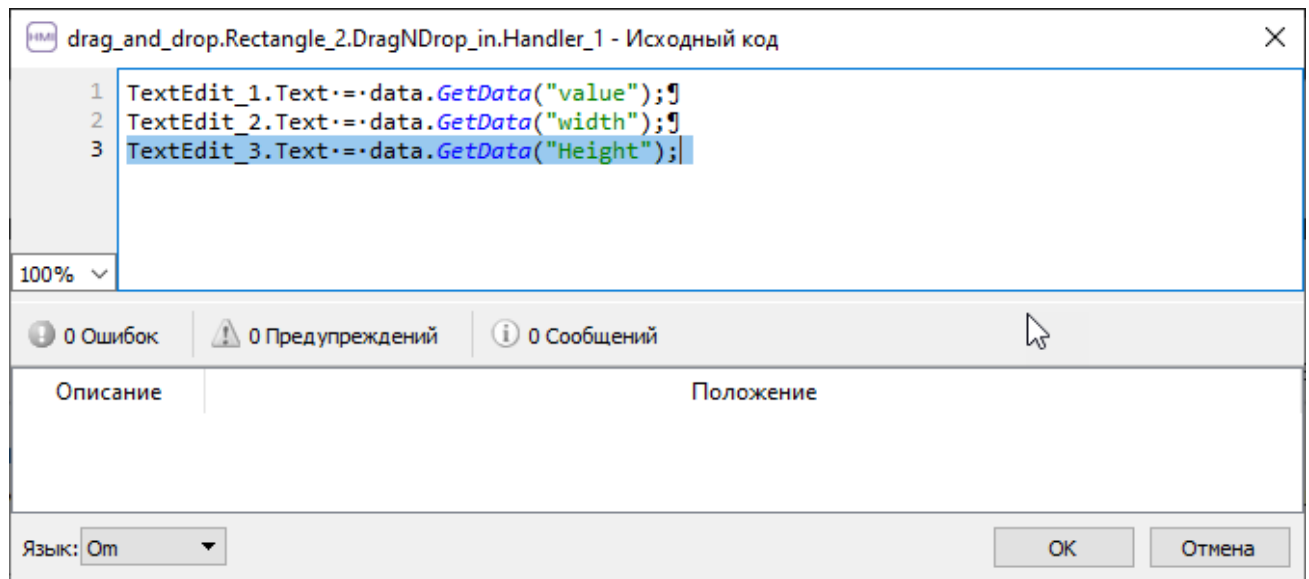 HMI drag_and_drop.Rectangle_2.DragNDrop_in.Handler_1 - Исходный код
1 TextEdit_1.Text·=·data.GetData("value");¶
2 TextEdit_2.Text·=·data.GetData("width");¶
3 TextEdit_3.Text·=·data.GetData("Height");
100%
0 Ошибок 0 Предупреждений 0 Сообщений
Описание Положение
Язык: Om OK Отмена